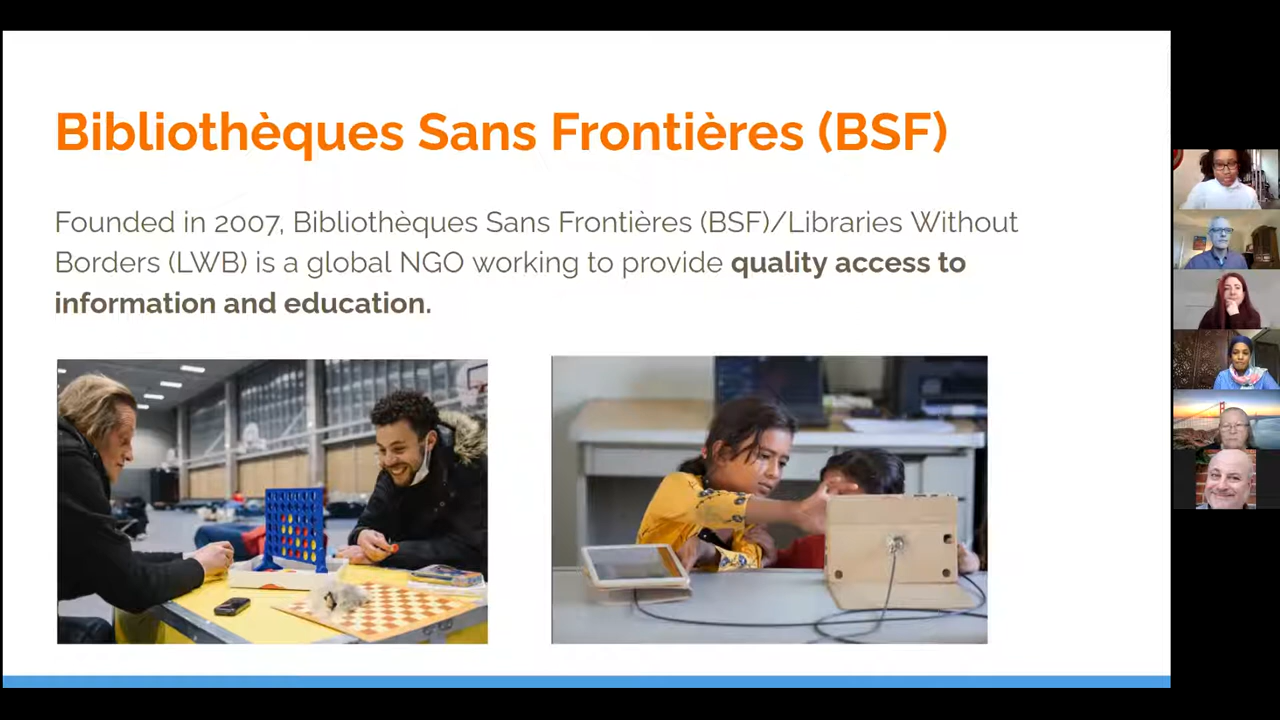 Bibliothèques Sans Frontières (BSF)
Founded in 2007, Bibliothèques Sans Frontières (BSF)/Libraries Without
Borders (LWB) is a global NGO working to provide quality access to
information and education.